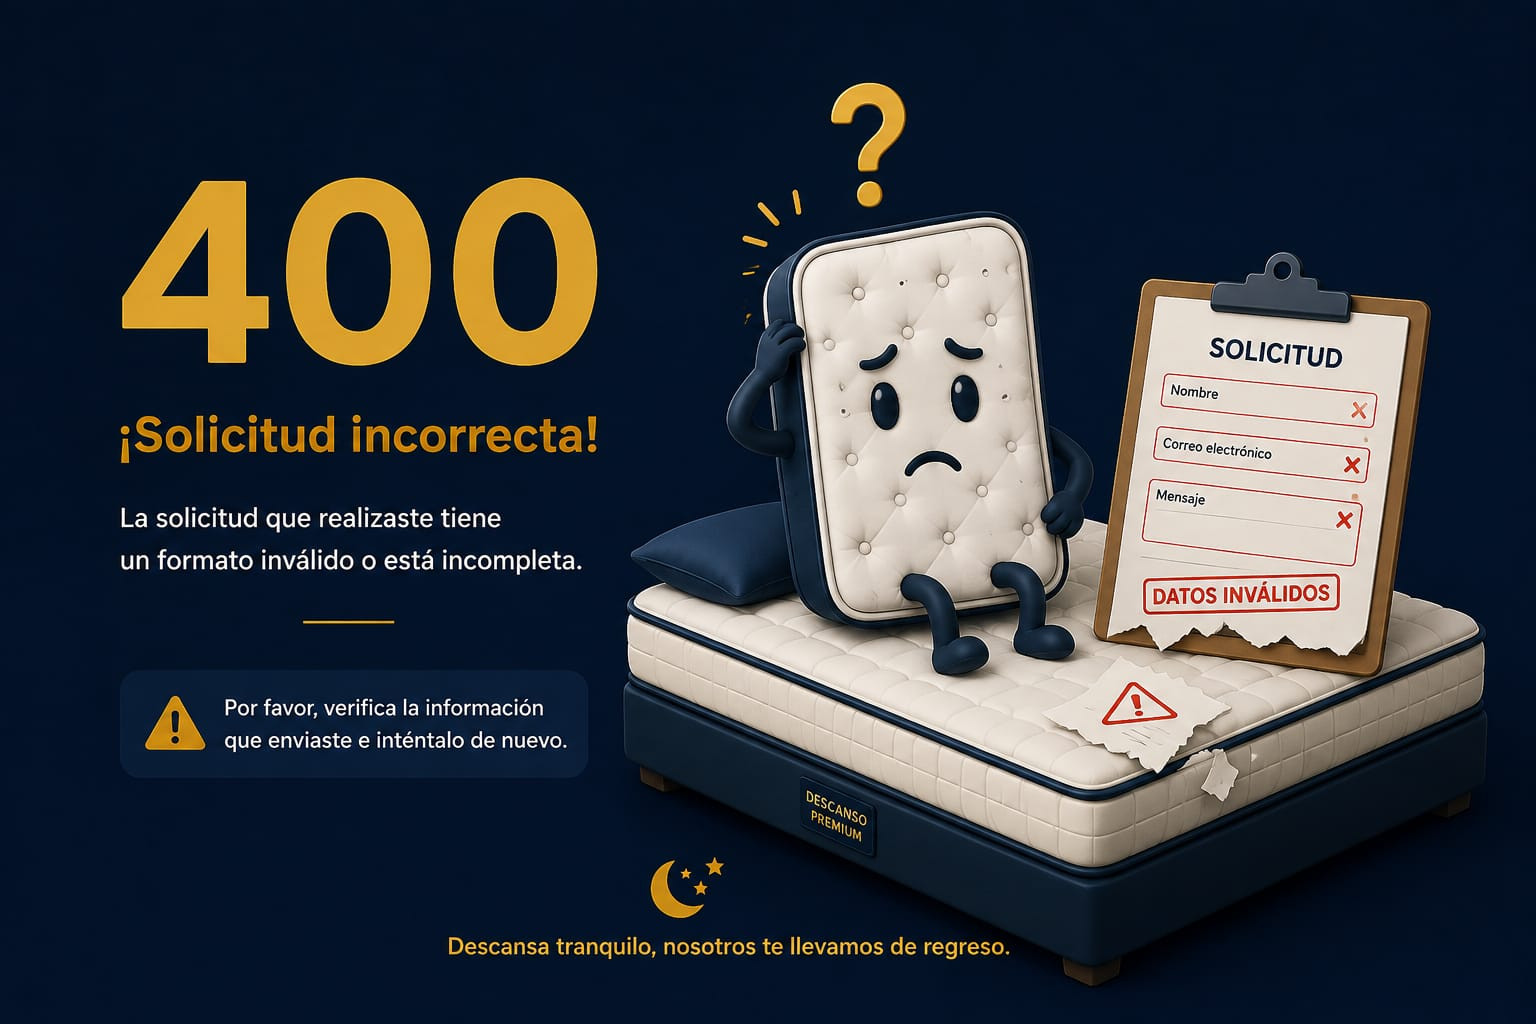 400
¡Solicitud incorrecta!
La solicitud que realizaste tiene
un formato inválido o está incompleta.
Por favor, verifica la información
que enviaste e inténtalo de nuevo.
?
SOLICITUD
Nombre
Correo electrónico
Mensaje
DATOS INVÁLIDOS
DESCANSO
PREMIUM
Descansa tranquilo, nosotros te llevamos de regreso.